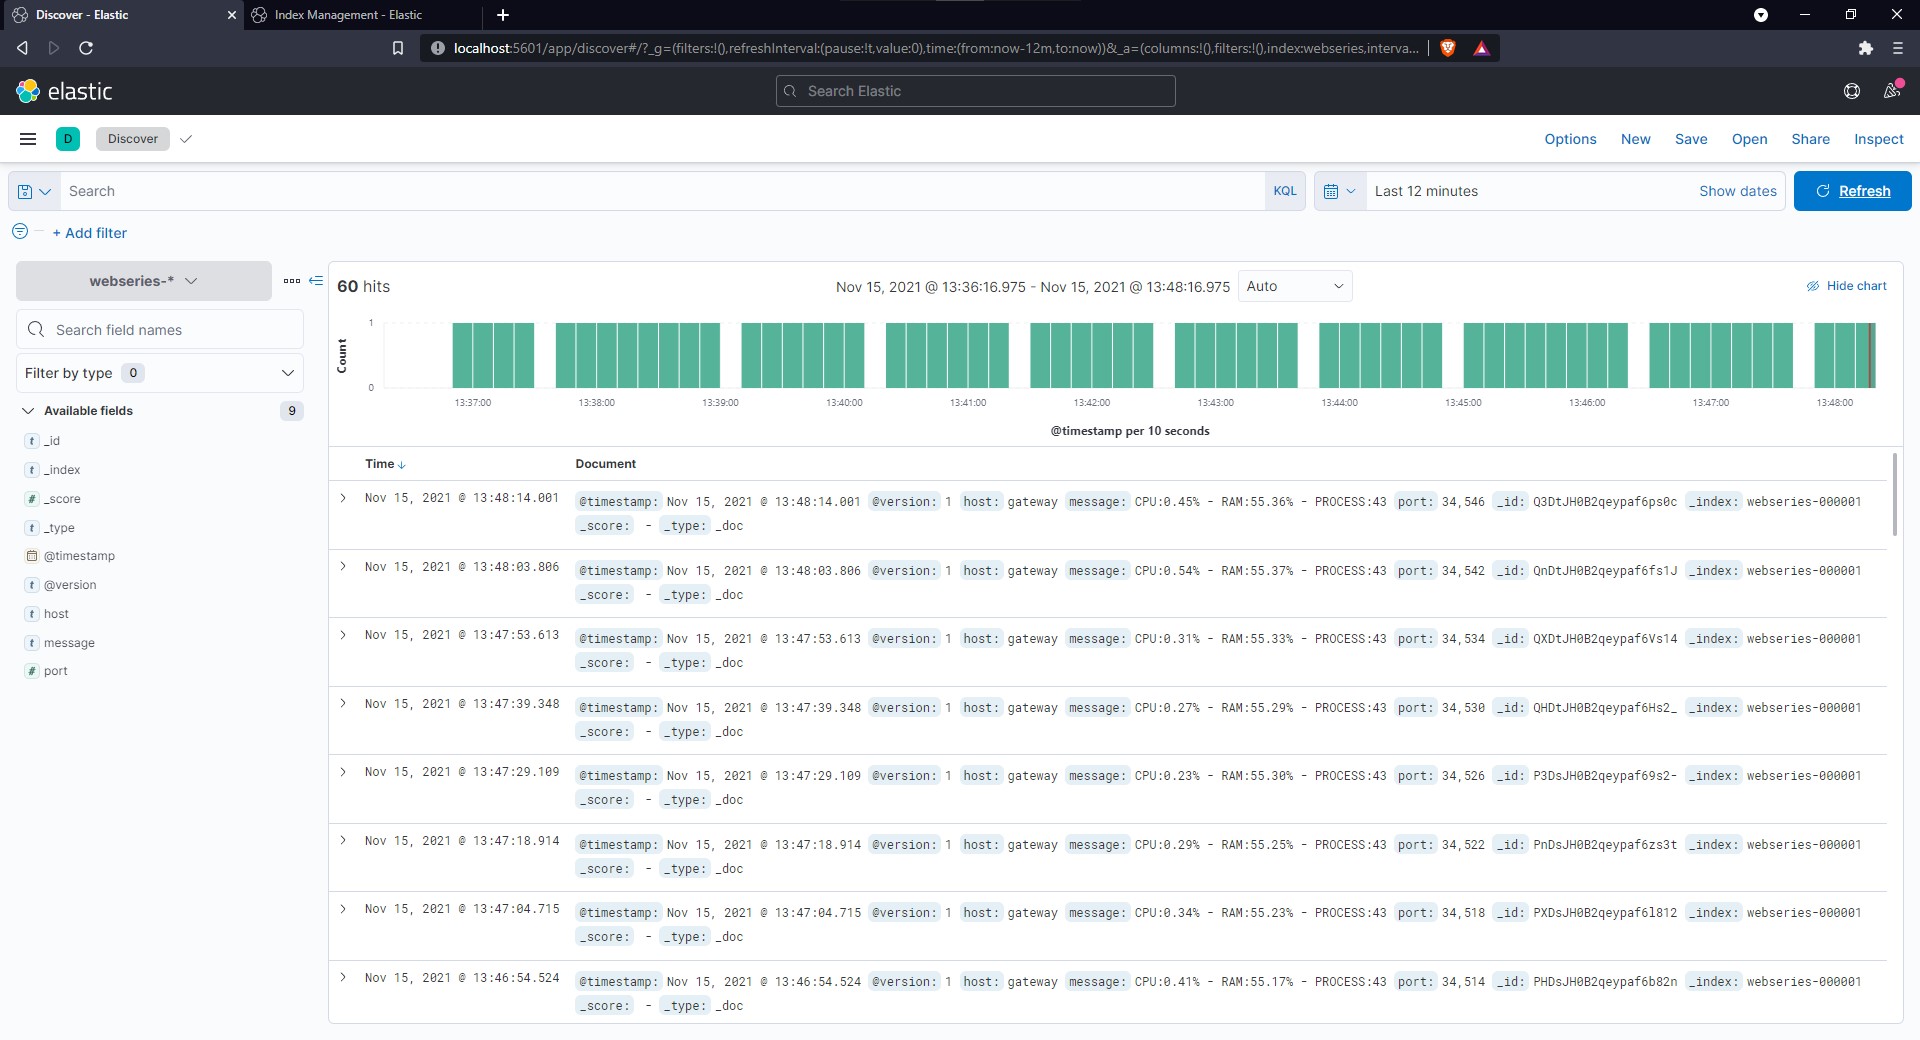 Discover - Elastic
Index Management - Elastic
localhost:5601/app/discover#/?_g=(filters:!(),refreshInterval:(pause:!t,value:0),time:(from:now-12m,to:now))&_a=(columns:!(),filters:!(),index:webseries,interva...
elastic
Search Elastic
D Discover
Options New Save Open Share Inspect
Search KQL Last 12 minutes Show dates Refresh
+ Add filter
webseries-*
60 hits Nov 15, 2021 @ 13:36:16.975 - Nov 15, 2021 @ 13:48:16.975 Auto Hide chart
Search field names
Filter by type 0
Available fields 9
_id
_index
_score
_type
@timestamp
@version
host
message
port
Count
1
0
13:37:00 13:38:00 13:39:00 13:40:00 13:41:00 13:42:00 13:43:00 13:44:00 13:45:00 13:46:00 13:47:00 13:48:00
@timestamp per 10 seconds
Time Document
Nov 15, 2021 @ 13:48:14.001 @timestamp: Nov 15, 2021 @ 13:48:14.001 @version: 1 host: gateway message: CPU:0.45% - RAM:55.36% - PROCESS:43 port: 34,546 _id: Q3DtJH0B2qeypaf6ps0c _index: webseries-000001
_score: - _type: _doc
Nov 15, 2021 @ 13:48:03.806 @timestamp: Nov 15, 2021 @ 13:48:03.806 @version: 1 host: gateway message: CPU:0.54% - RAM:55.37% - PROCESS:43 port: 34,542 _id: QnDtJH0B2qeypaf6fs1J _index: webseries-000001
_score: - _type: _doc
Nov 15, 2021 @ 13:47:53.613 @timestamp: Nov 15, 2021 @ 13:47:53.613 @version: 1 host: gateway message: CPU:0.31% - RAM:55.33% - PROCESS:43 port: 34,534 _id: QXDtJH0B2qeypaf6Vs14 _index: webseries-000001
_score: - _type: _doc
Nov 15, 2021 @ 13:47:39.348 @timestamp: Nov 15, 2021 @ 13:47:39.348 @version: 1 host: gateway message: CPU:0.27% - RAM:55.29% - PROCESS:43 port: 34,530 _id: QHDtJH0B2qeypaf6Hs2_ _index: webseries-000001
_score: - _type: _doc
Nov 15, 2021 @ 13:47:29.109 @timestamp: Nov 15, 2021 @ 13:47:29.109 @version: 1 host: gateway message: CPU:0.23% - RAM:55.30% - PROCESS:43 port: 34,526 _id: P3DsJH0B2qeypaf69s2- _index: webseries-000001
_score: - _type: _doc
Nov 15, 2021 @ 13:47:18.914 @timestamp: Nov 15, 2021 @ 13:47:18.914 @version: 1 host: gateway message: CPU:0.29% - RAM:55.25% - PROCESS:43 port: 34,522 _id: PnDsJH0B2qeypaf6zs3t _index: webseries-000001
_score: - _type: _doc
Nov 15, 2021 @ 13:47:04.715 @timestamp: Nov 15, 2021 @ 13:47:04.715 @version: 1 host: gateway message: CPU:0.34% - RAM:55.23% - PROCESS:43 port: 34,518 _id: PXDsJH0B2qeypaf6l812 _index: webseries-000001
_score: - _type: _doc
Nov 15, 2021 @ 13:46:54.524 @timestamp: Nov 15, 2021 @ 13:46:54.524 @version: 1 host: gateway message: CPU:0.41% - RAM:55.17% - PROCESS:43 port: 34,514 _id: PHDsJH0B2qeypaf6b82n _index: webseries-000001
_score: - _type: _doc